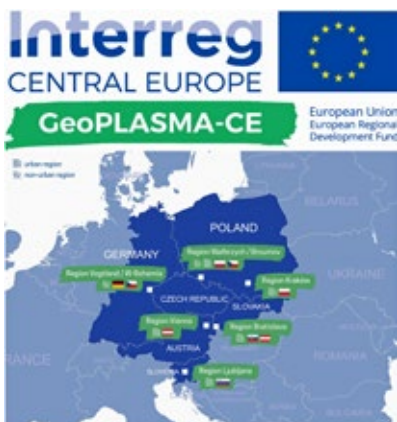 Interreg
CENTRAL EUROPE
GeoPLASMA-CE
European Union
European Regional
Development Fund
urban region
non-urban region
BELARUS
POLAND
GERMANY
Region Wałbrzych / Broumov
Region Vogtland / W-Bohemia
UKRAINE
Region Kraków
CZECH REPUBLIC
SLOVAKIA
Region Vienna
Region Bratislava
AUSTRIA
FRANCE
ROMANIA
SLOVENIA
Region Ljubljana
BULGARIA